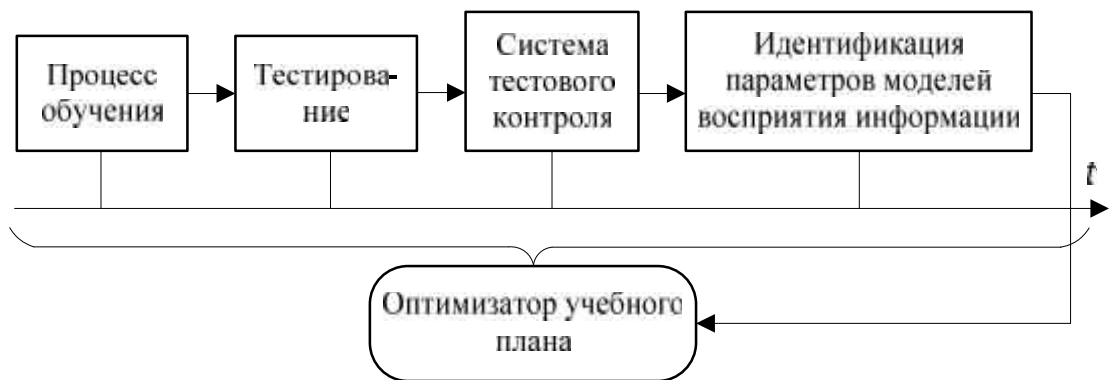 Процесс
обучения
Тестирова-
ние
Система
тестового
контроля
Идентификация
параметров моделей
восприятия информации
t
Оптимизатор учебного
плана